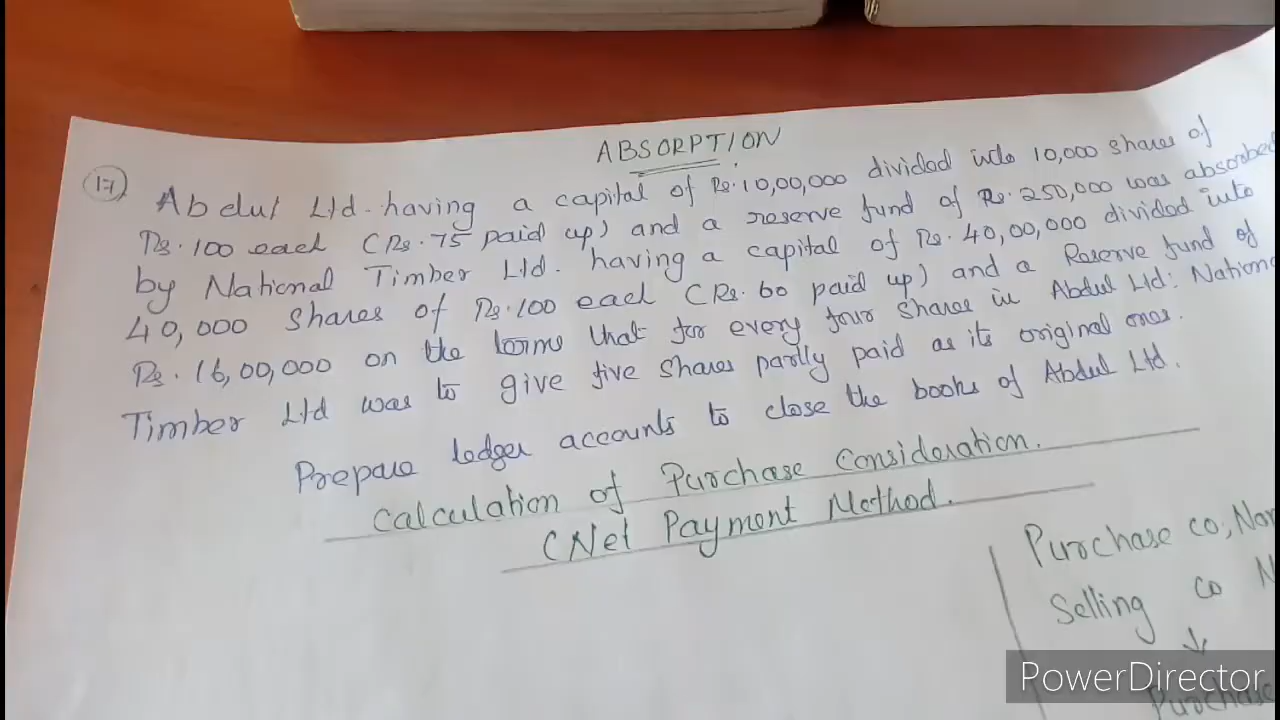 ABSORPTION
17 Abdul Ltd. having a capital of Rs. 10,00,000 divided into 10,000 shares of
Rs. 100 each (Rs. 75 paid up) and a reserve fund of Rs. 250,000 was absorbed
by National Timber Ltd. having a capital of Rs. 40,00,000 divided into
40,000 shares of Rs. 100 each (Rs. 60 paid up) and a Reserve fund of
Rs. 16,00,000 on the terms that for every four shares in Abdul Ltd: Nationa
Timber Ltd was to give five shares partly paid as its original ones.
Prepare ledger accounts to close the books of Abdul Ltd.
Calculation of Purchase Consideration.
(Net Payment Method.
Purchase co;
Selling co N
↓
Purchase
PowerDirector